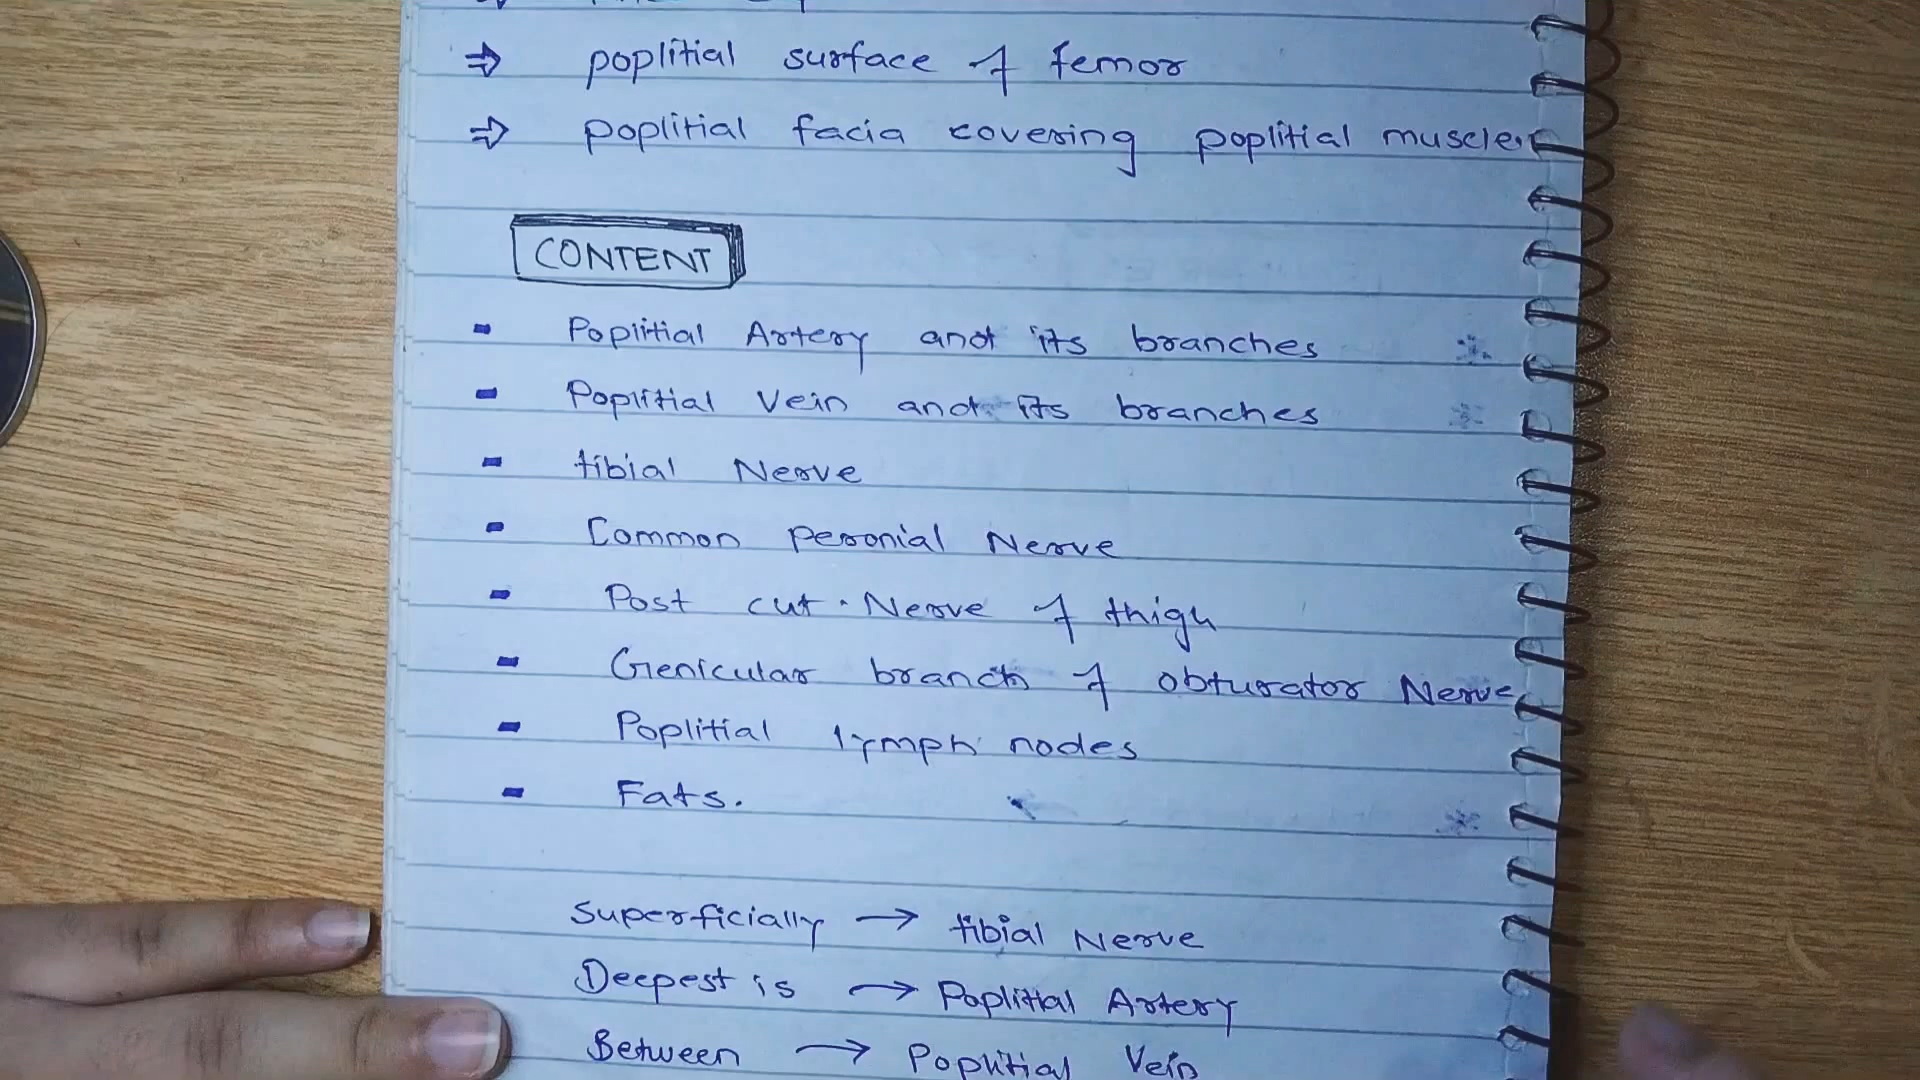 ⇒ poplitial surface of femor
⇒ poplitial facia covering poplitial muscles
CONTENT
- Poplitial Artery and its branches
- Poplitial Vein and its branches
- tibial Nerve
- Common peronial Nerve
- Post cut. Nerve of thigh
- Genicular branch of obturator Nerve
- Poplitial lymph nodes
- Fats.
Superficially → tibial Nerve
Deepest is → Poplitial Artery
Between → Poplitial Vein